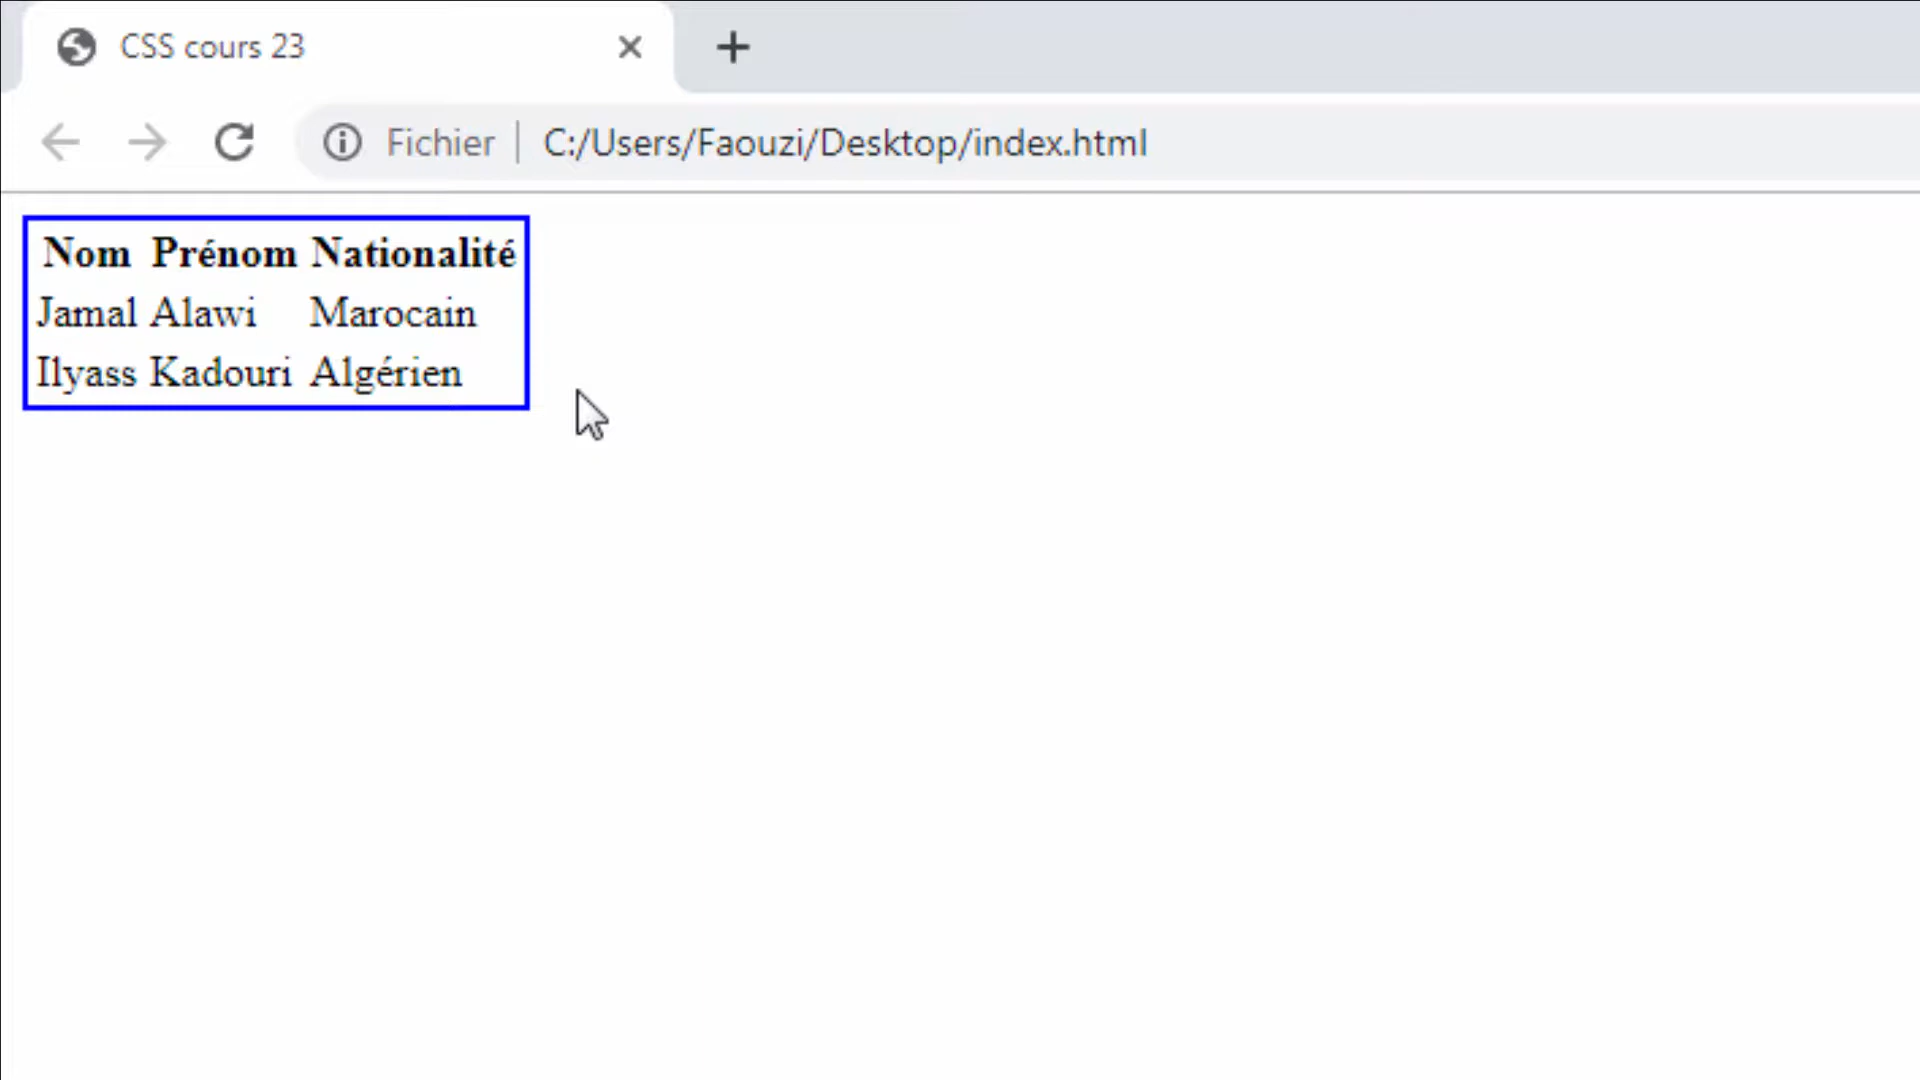 CSS cours 23
Fichier C:/Users/Faouzi/Desktop/index.html
Nom Prénom Nationalité
Jamal Alawi Marocain
Ilyass Kadouri Algérien